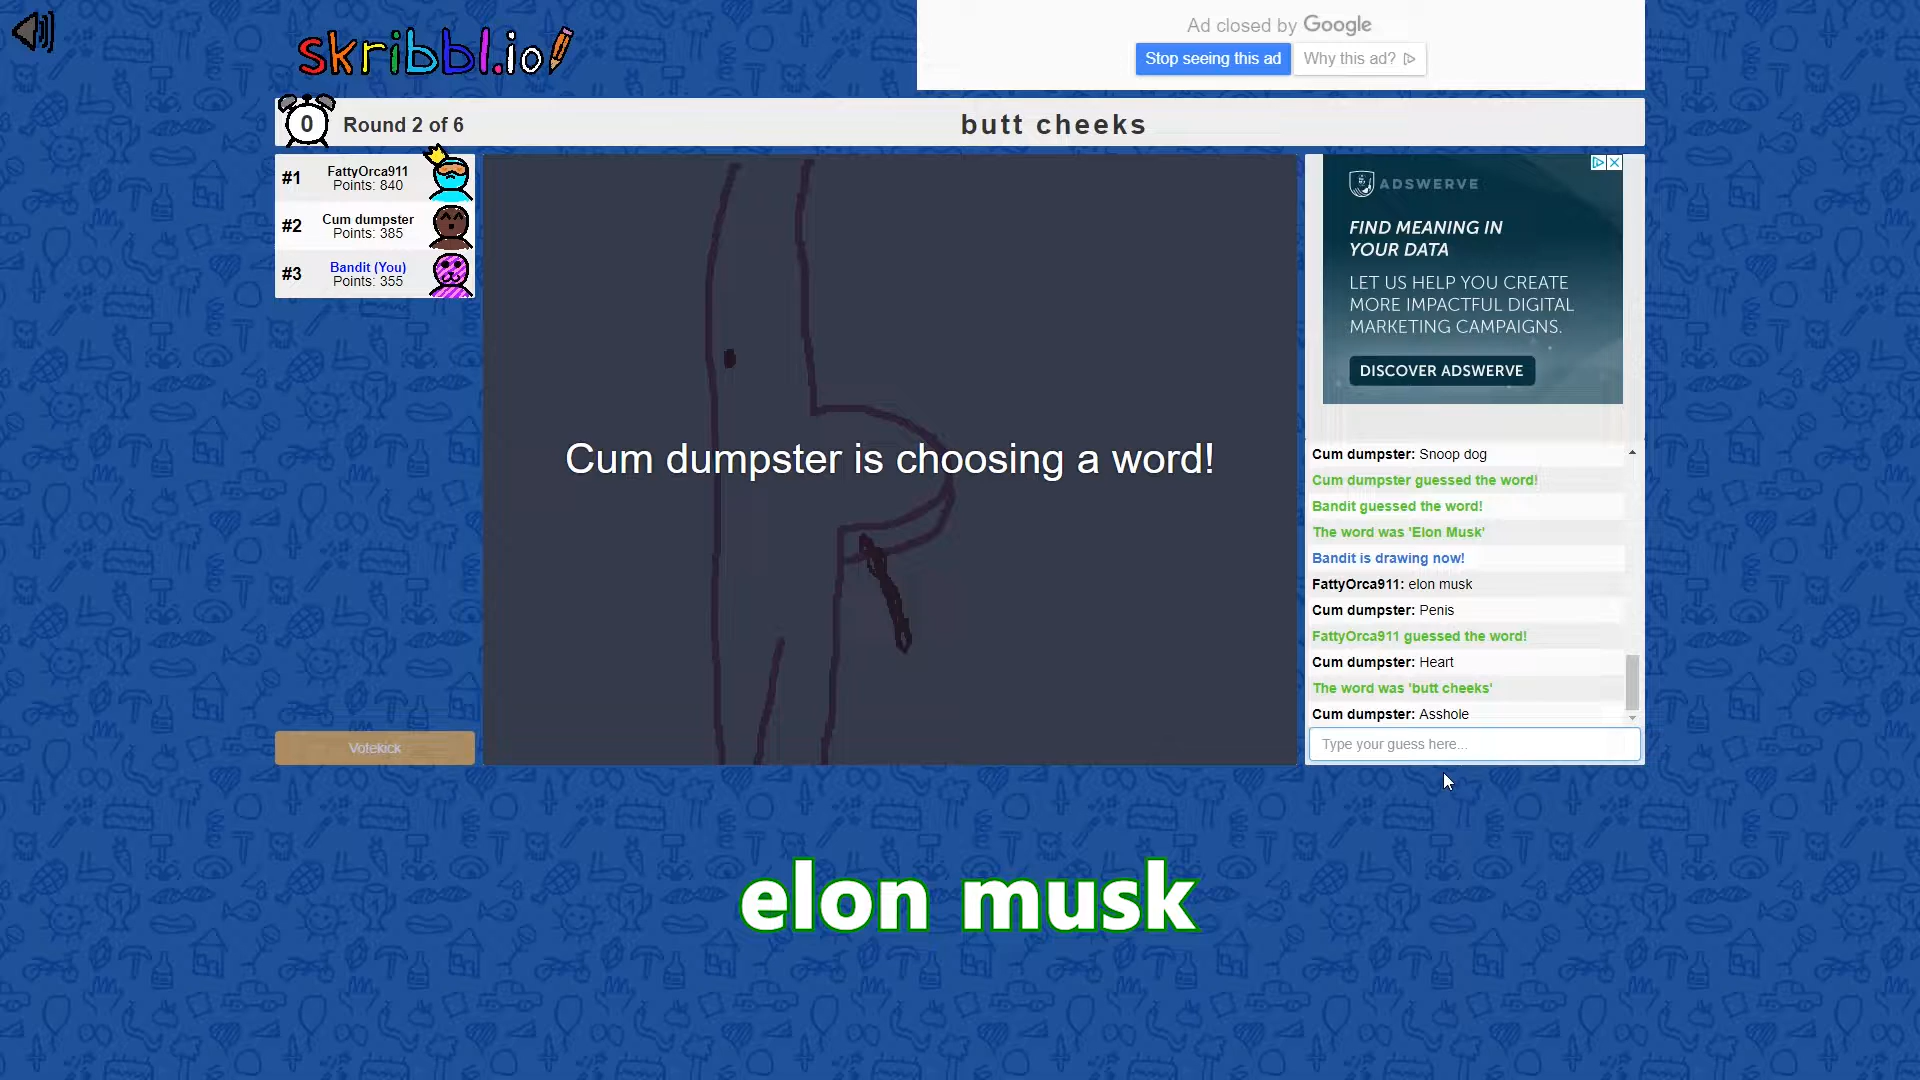 skribbl.io
Ad closed by Google
Stop seeing this ad
Why this ad?
0
Round 2 of 6
butt cheeks
#1
FattyOrca911
Points: 840
#2
Cum dumpster
Points: 385
#3
Bandit (You)
Points: 355
Votekick
Cum dumpster is choosing a word!
ADSWERVE
FIND MEANING IN
YOUR DATA
LET US HELP YOU CREATE
MORE IMPACTFUL DIGITAL
MARKETING CAMPAIGNS.
DISCOVER ADSWERVE
Cum dumpster: Snoop dog
Cum dumpster guessed the word!
Bandit guessed the word!
The word was 'Elon Musk'
Bandit is drawing now!
FattyOrca911: elon musk
Cum dumpster: Penis
FattyOrca911 guessed the word!
Cum dumpster: Heart
The word was 'butt cheeks'
Cum dumpster: Asshole
Type your guess here...
elon musk